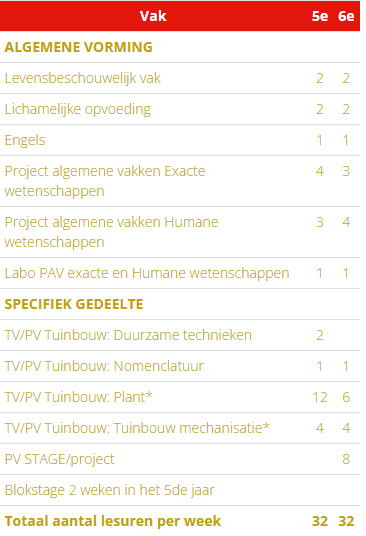 Vak 5e 6e
ALGEMENE VORMING
Levensbeschouwelijk vak 2 2
Lichamelijke opvoeding 2 2
Engels 1 1
Project algemene vakken Exacte 4 3
wetenschappen
Project algemene vakken Humane 3 4
wetenschappen
Labo PAV exacte en Humane wetenschappen 1 1
SPECIFIEK GEDEELTE
TV/PV Tuinbouw: Duurzame technieken 2
TV/PV Tuinbouw: Nomenclatuur 1 1
TV/PV Tuinbouw: Plant* 12 6
TV/PV Tuinbouw: Tuinbouw mechanisatie* 4 4
PV STAGE/project 8
Blokstage 2 weken in het 5de jaar
Totaal aantal lesuren per week 32 32